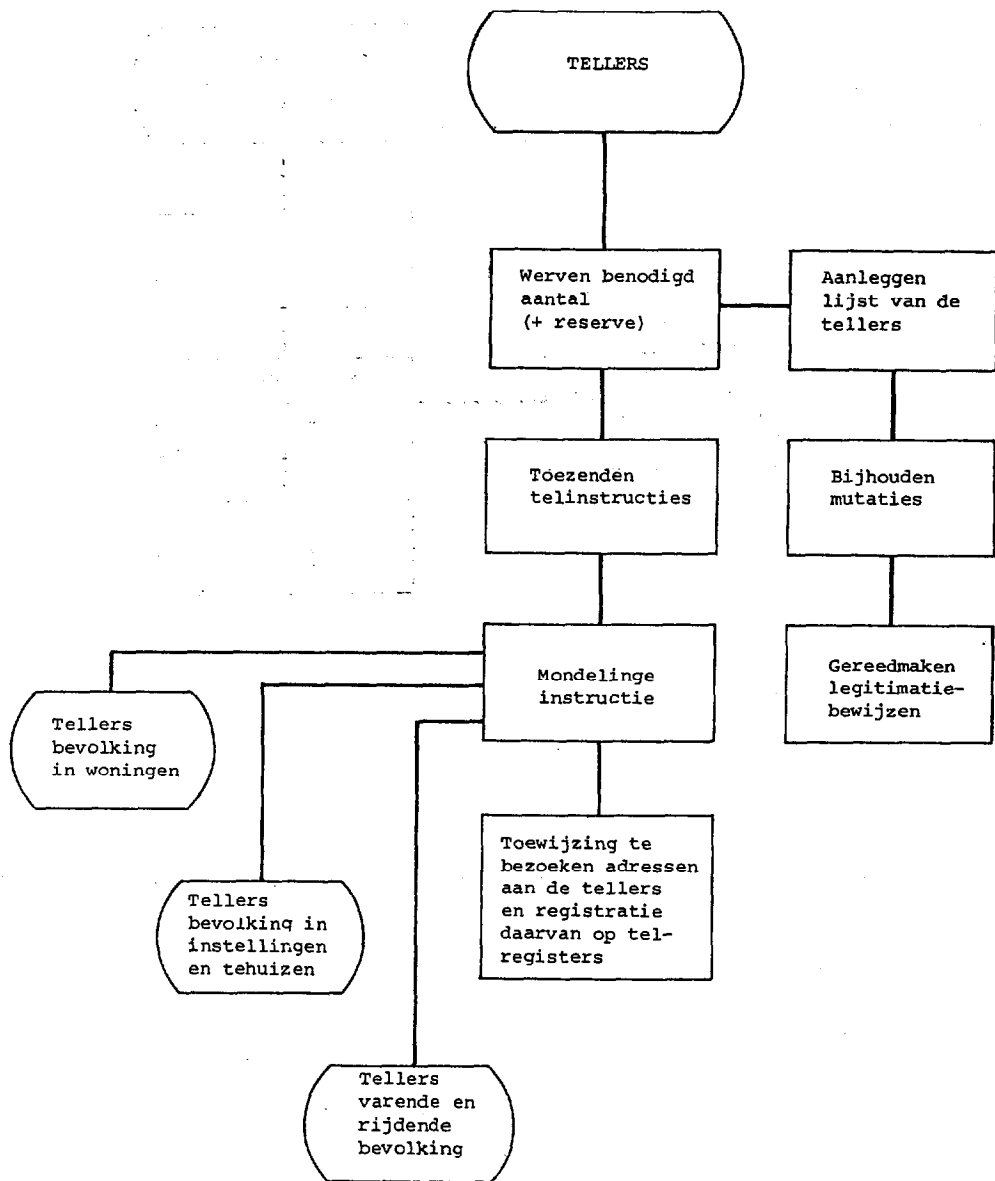 TELLERS
Werven benodigd
aantal
(+ reserve)
Aanleggen
lijst van de
tellers
Toezenden
telinstructies
Bijhouden
mutaties
Mondelinge
instructie
Gereedmaken
legitimatie-
bewijzen
Tellers
bevolking
in woningen
Toewijzing te
bezoeken adressen
aan de tellers
en registratie
daarvan op tel-
registers
Tellers
bevolking in
instellingen
en tehuizen
Tellers
varende en
rijdende
bevolking